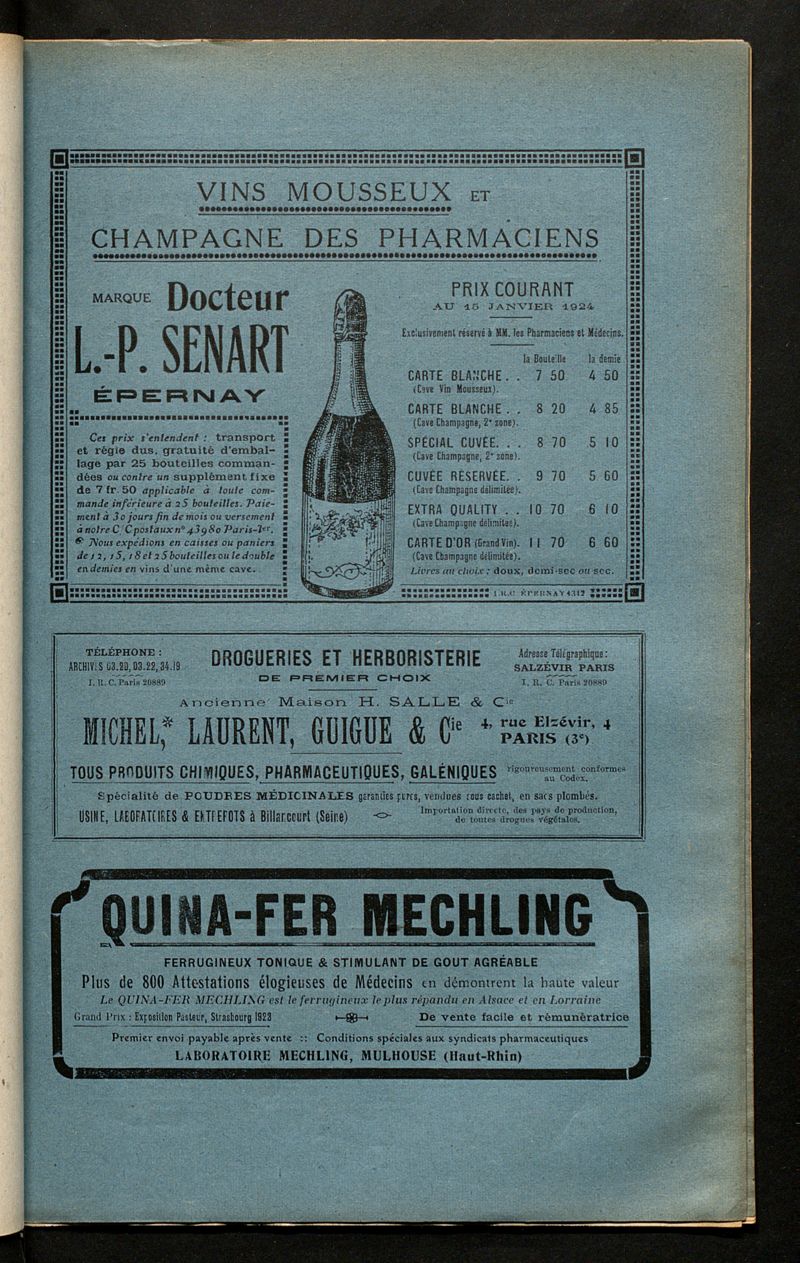 VINS MOUSSEUX ET
CHAMPAGNE DES PHARMACIENS
MARQUE Docteur
L.-P. SENART
ÉPERNAY
Ces prix s'entendent : transport
et régie dus, gratuité d'embal-
lage par 25 bouteilles comman-
dées ou contre un supplément fixe
de 7 fr. 50 applicable à toute com-
mande inférieure à 25 bouteilles. Paie-
ment à 30 jours fin de mois ou versement
à notre C/C postaux n° 43980 Paris-1er.
Nous expédions en caisses ou paniers
de 12, 15, 18 et 25 bouteilles ou le double
en demies en vins d'une même cave.
PRIX COURANT
AU 15 JANVIER 1924
Exclusivement réservé à MM. les Pharmaciens et Médecins.
la Bouteille la demie
CARTE BLANCHE. . 7 50 4 50
(Cave Vin Mousseux).
CARTE BLANCHE . . 8 20 4 85
(Cave Champagne, 2e zone).
SPÉCIAL CUVÉE. . . 8 70 5 10
(Cave Champagne, 2e zone).
CUVÉE RÉSERVÉE. . 9 70 5 60
(Cave Champagne délimitée).
EXTRA QUALITY . . 10 70 6 10
(Cave Champagne délimitée).
CARTE D'OR (Grand Vin). 11 70 6 60
(Cave Champagne délimitée).
Livrés au choix : doux, demi-sec ou sec.
R.C ÉPERNAY 4312
TÉLÉPHONE :
ARCHIVES 03.20, 03.22, 34.19
I. R. C. Paris 20889
DROGUERIES ET HERBORISTERIE
DE PREMIER CHOIX
Adresse Télégraphique :
SALZÉVIR PARIS
I. R. C. Paris 20889
Ancienne Maison H. SALLE & Cie
MICHEL,* LAURENT, GUIGUE & Cie 4, rue Elzévir, 4
PARIS (3e)
TOUS PRODUITS CHIMIQUES, PHARMACEUTIQUES, GALÉNIQUES rigoureusement conformes
au Codex.
Spécialité de POUDRES MÉDICINALES garanties pures, vendues sous cachet, en sacs plombés.
USINE, LABORATOIRES & ENTREPOTS à Billancourt (Seine)
Importation directe, des pays de production,
de toutes drogues végétales.
QUINA-FER MECHLING
FERRUGINEUX TONIQUE & STIMULANT DE GOUT AGRÉABLE
Plus de 800 Attestations élogieuses de Médecins en démontrent la haute valeur
Le QUINA-FER MECHLING est le ferrugineux le plus répandu en Alsace et en Lorraine
Grand Prix : Exposition Pasteur, Strasbourg 1923 De vente facile et rémunératrice
Premier envoi payable après vente :: Conditions spéciales aux syndicats pharmaceutiques
LABORATOIRE MECHLING, MULHOUSE (Haut-Rhin)